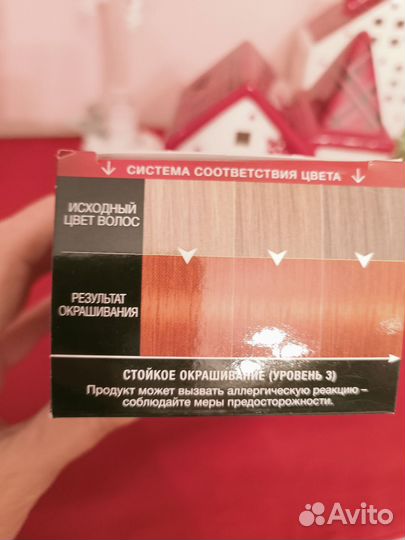 СИСТЕМА СООТВЕТСТВИЯ ЦВЕТА
ИСХОДНЫЙ
ЦВЕТ ВОЛОС
РЕЗУЛЬТАТ
ОКРАШИВАНИЯ
СТОЙКОЕ ОКРАШИВАНИЕ (УРОВЕНЬ 3)
Продукт может вызвать аллергическую реакцию –
соблюдайте меры предосторожности.
Avito